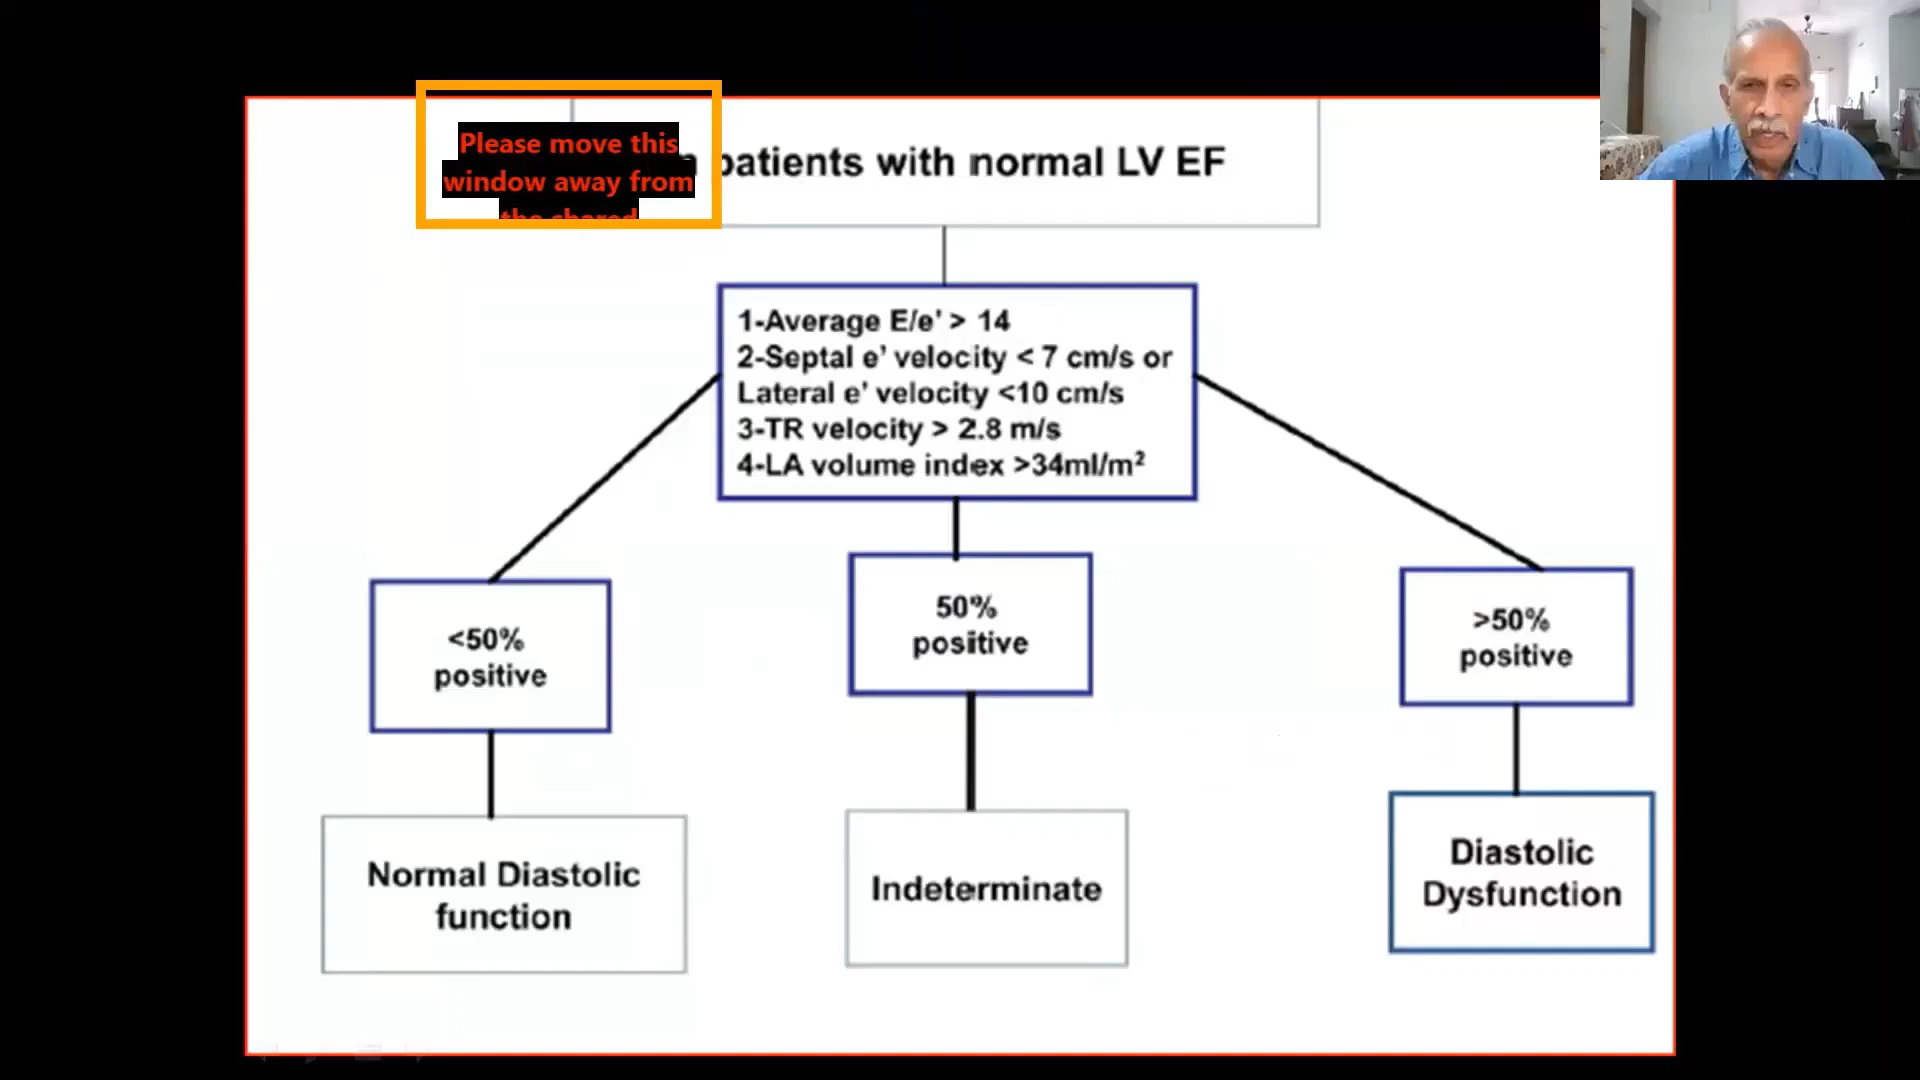 Please move this
window away from
the shared
patients with normal LV EF
1-Average E/e' > 14
2-Septal e' velocity < 7 cm/s or
Lateral e' velocity <10 cm/s
3-TR velocity > 2.8 m/s
4-LA volume index >34ml/m²
<50%
positive
50%
positive
>50%
positive
Normal Diastolic
function
Indeterminate
Diastolic
Dysfunction